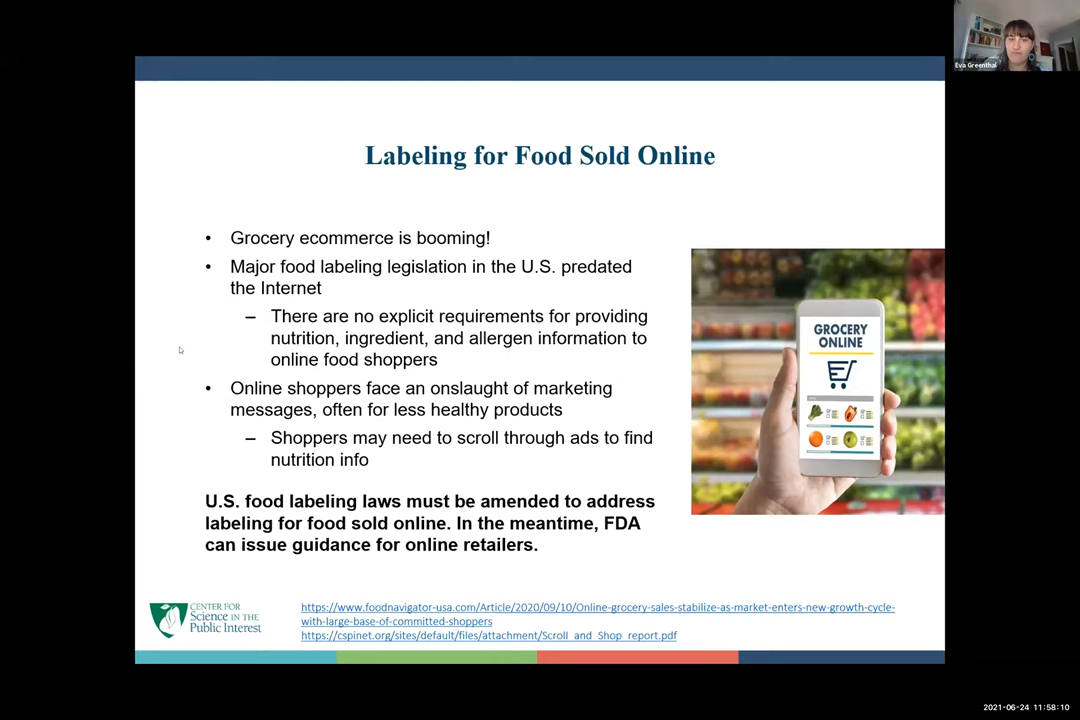 Eva Greenthal
Labeling for Food Sold Online
• Grocery ecommerce is booming!
• Major food labeling legislation in the U.S. predated
the Internet
– There are no explicit requirements for providing
nutrition, ingredient, and allergen information to
online food shoppers
• Online shoppers face an onslaught of marketing
messages, often for less healthy products
– Shoppers may need to scroll through ads to find
nutrition info
U.S. food labeling laws must be amended to address
labeling for food sold online. In the meantime, FDA
can issue guidance for online retailers.
GROCERY
ONLINE
CENTER FOR
Science IN THE
Public Interest
https://www.foodnavigator-usa.com/Article/2020/09/10/Online-grocery-sales-stabilize-as-market-enters-new-growth-cycle-
with-large-base-of-committed-shoppers
https://cspinet.org/sites/default/files/attachment/Scroll_and_Shop_report.pdf
2021-06-24 11:58:10